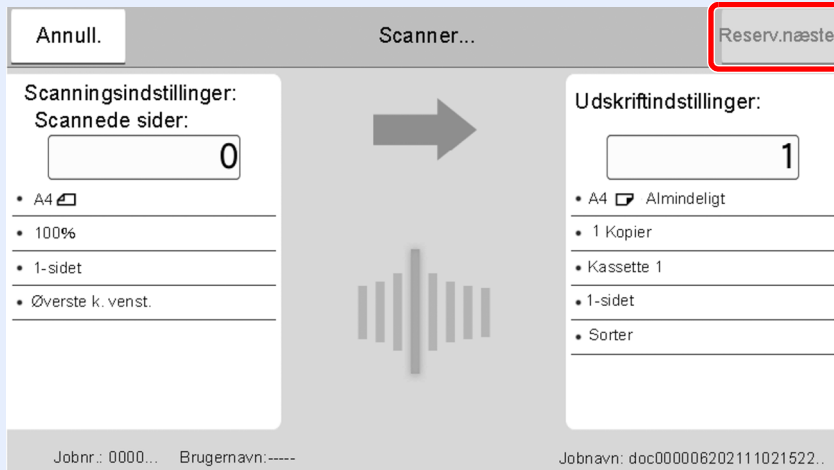 Annull.
Scanner...
Reserv.næste
Scanningsindstillinger:
Scannede sider:
0
• A4
• 100%
• 1-sidet
• Øverste k. venst.
Udskriftindstillinger:
1
• A4 Almindeligt
• 1 Kopier
• Kassette 1
• 1-sidet
• Sorter
Jobnr.: 0000... Brugernavn:-----
Jobnavn: doc000006202111021522..